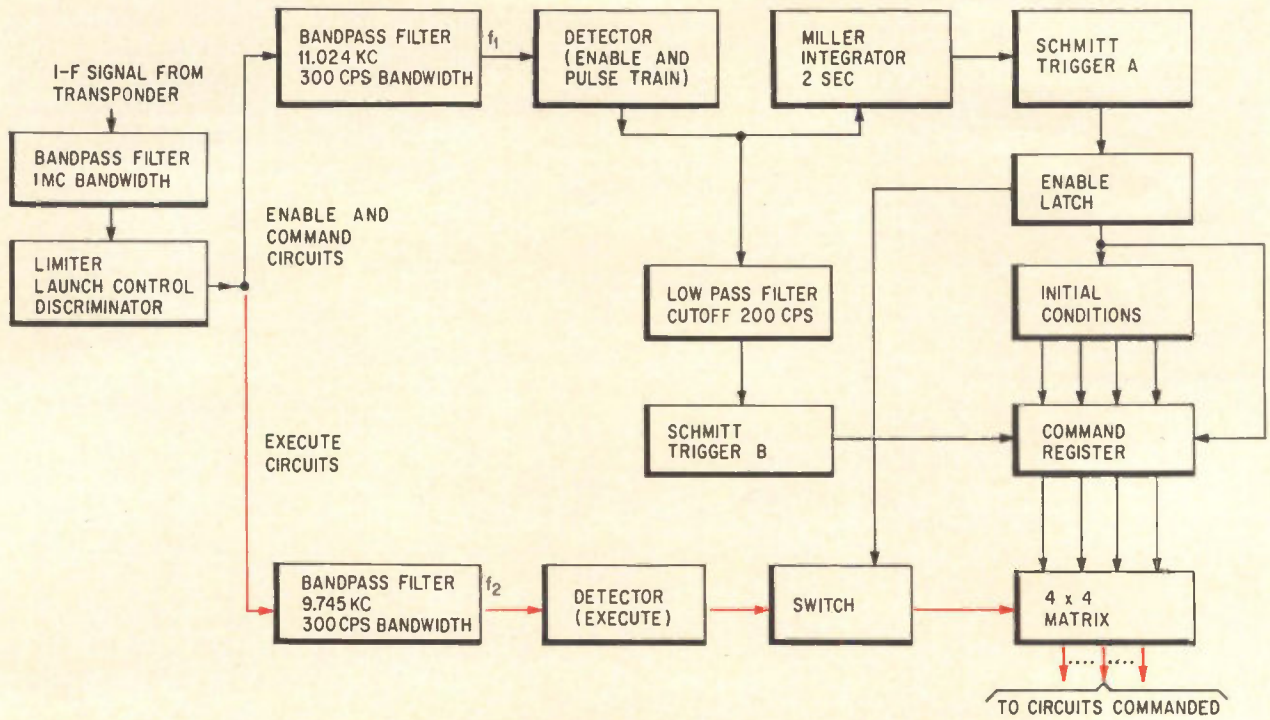 I-F SIGNAL FROM
TRANSPONDER
BANDPASS FILTER
1MC BANDWIDTH
LIMITER
LAUNCH CONTROL
DISCRIMINATOR
ENABLE AND
COMMAND
CIRCUITS
EXECUTE
CIRCUITS
BANDPASS FILTER
11.024 KC
300 CPS BANDWIDTH
f1
DETECTOR
(ENABLE AND
PULSE TRAIN)
MILLER
INTEGRATOR
2 SEC
SCHMITT
TRIGGER A
ENABLE
LATCH
LOW PASS FILTER
CUTOFF 200 CPS
INITIAL
CONDITIONS
SCHMITT
TRIGGER B
COMMAND
REGISTER
BANDPASS FILTER
9.745 KC
300 CPS BANDWIDTH
f2
DETECTOR
(EXECUTE)
SWITCH
4 x 4
MATRIX
TO CIRCUITS COMMANDED